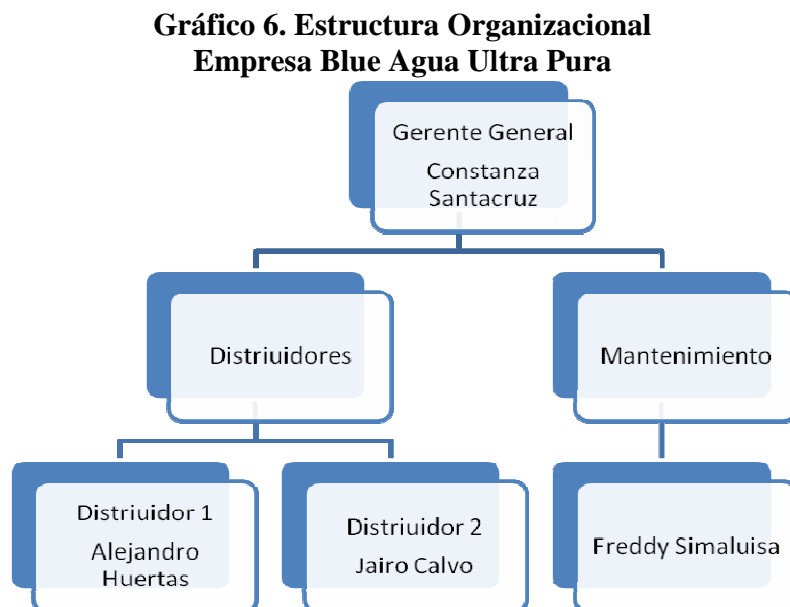 Gráfico 6. Estructura Organizacional
Empresa Blue Agua Ultra Pura
Gerente General
Constanza
Santacruz
Distriuidores
Mantenimiento
Distriuidor 1
Alejandro
Huertas
Distriuidor 2
Jairo Calvo
Freddy Simaluisa